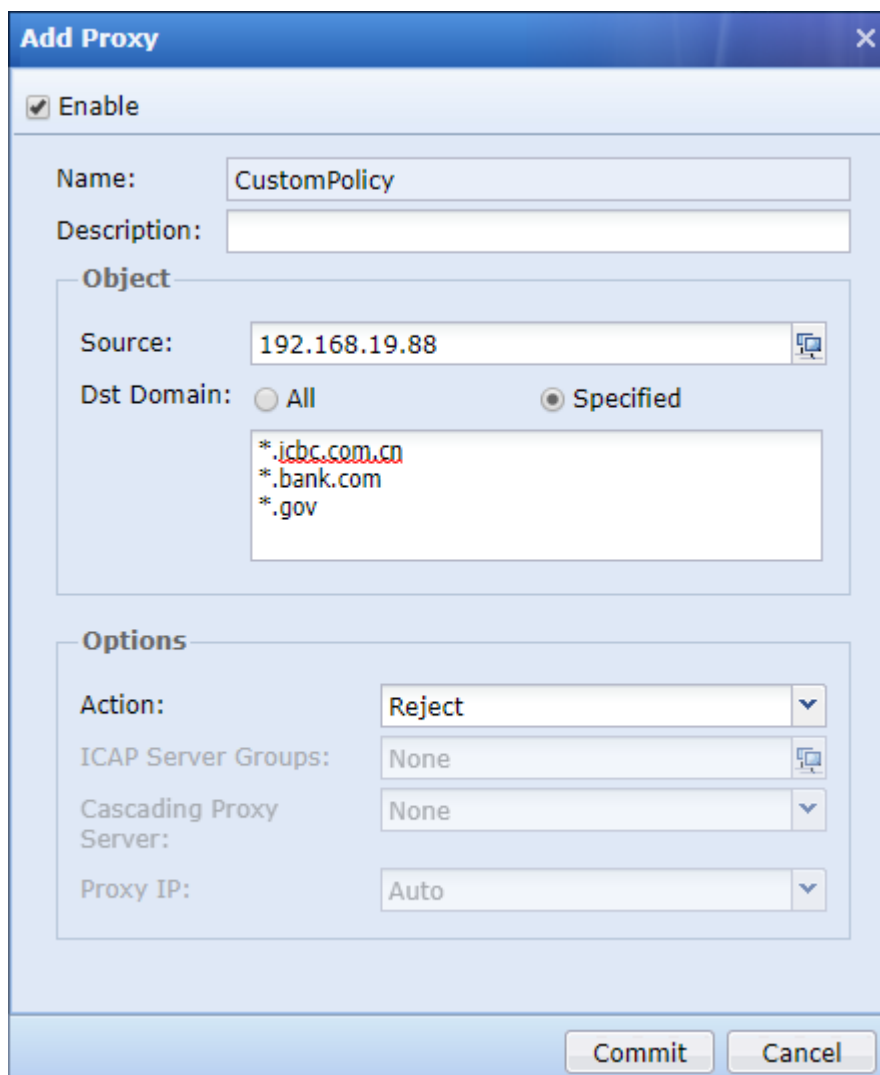 Add Proxy
Enable
Name: CustomPolicy
Description:
Object
Source: 192.168.19.88
Dst Domain: All Specified
*.icbc.com.cn
*.bank.com
*.gov
Options
Action: Reject
ICAP Server Groups: None
Cascading Proxy
Server: None
Proxy IP: Auto
Commit Cancel